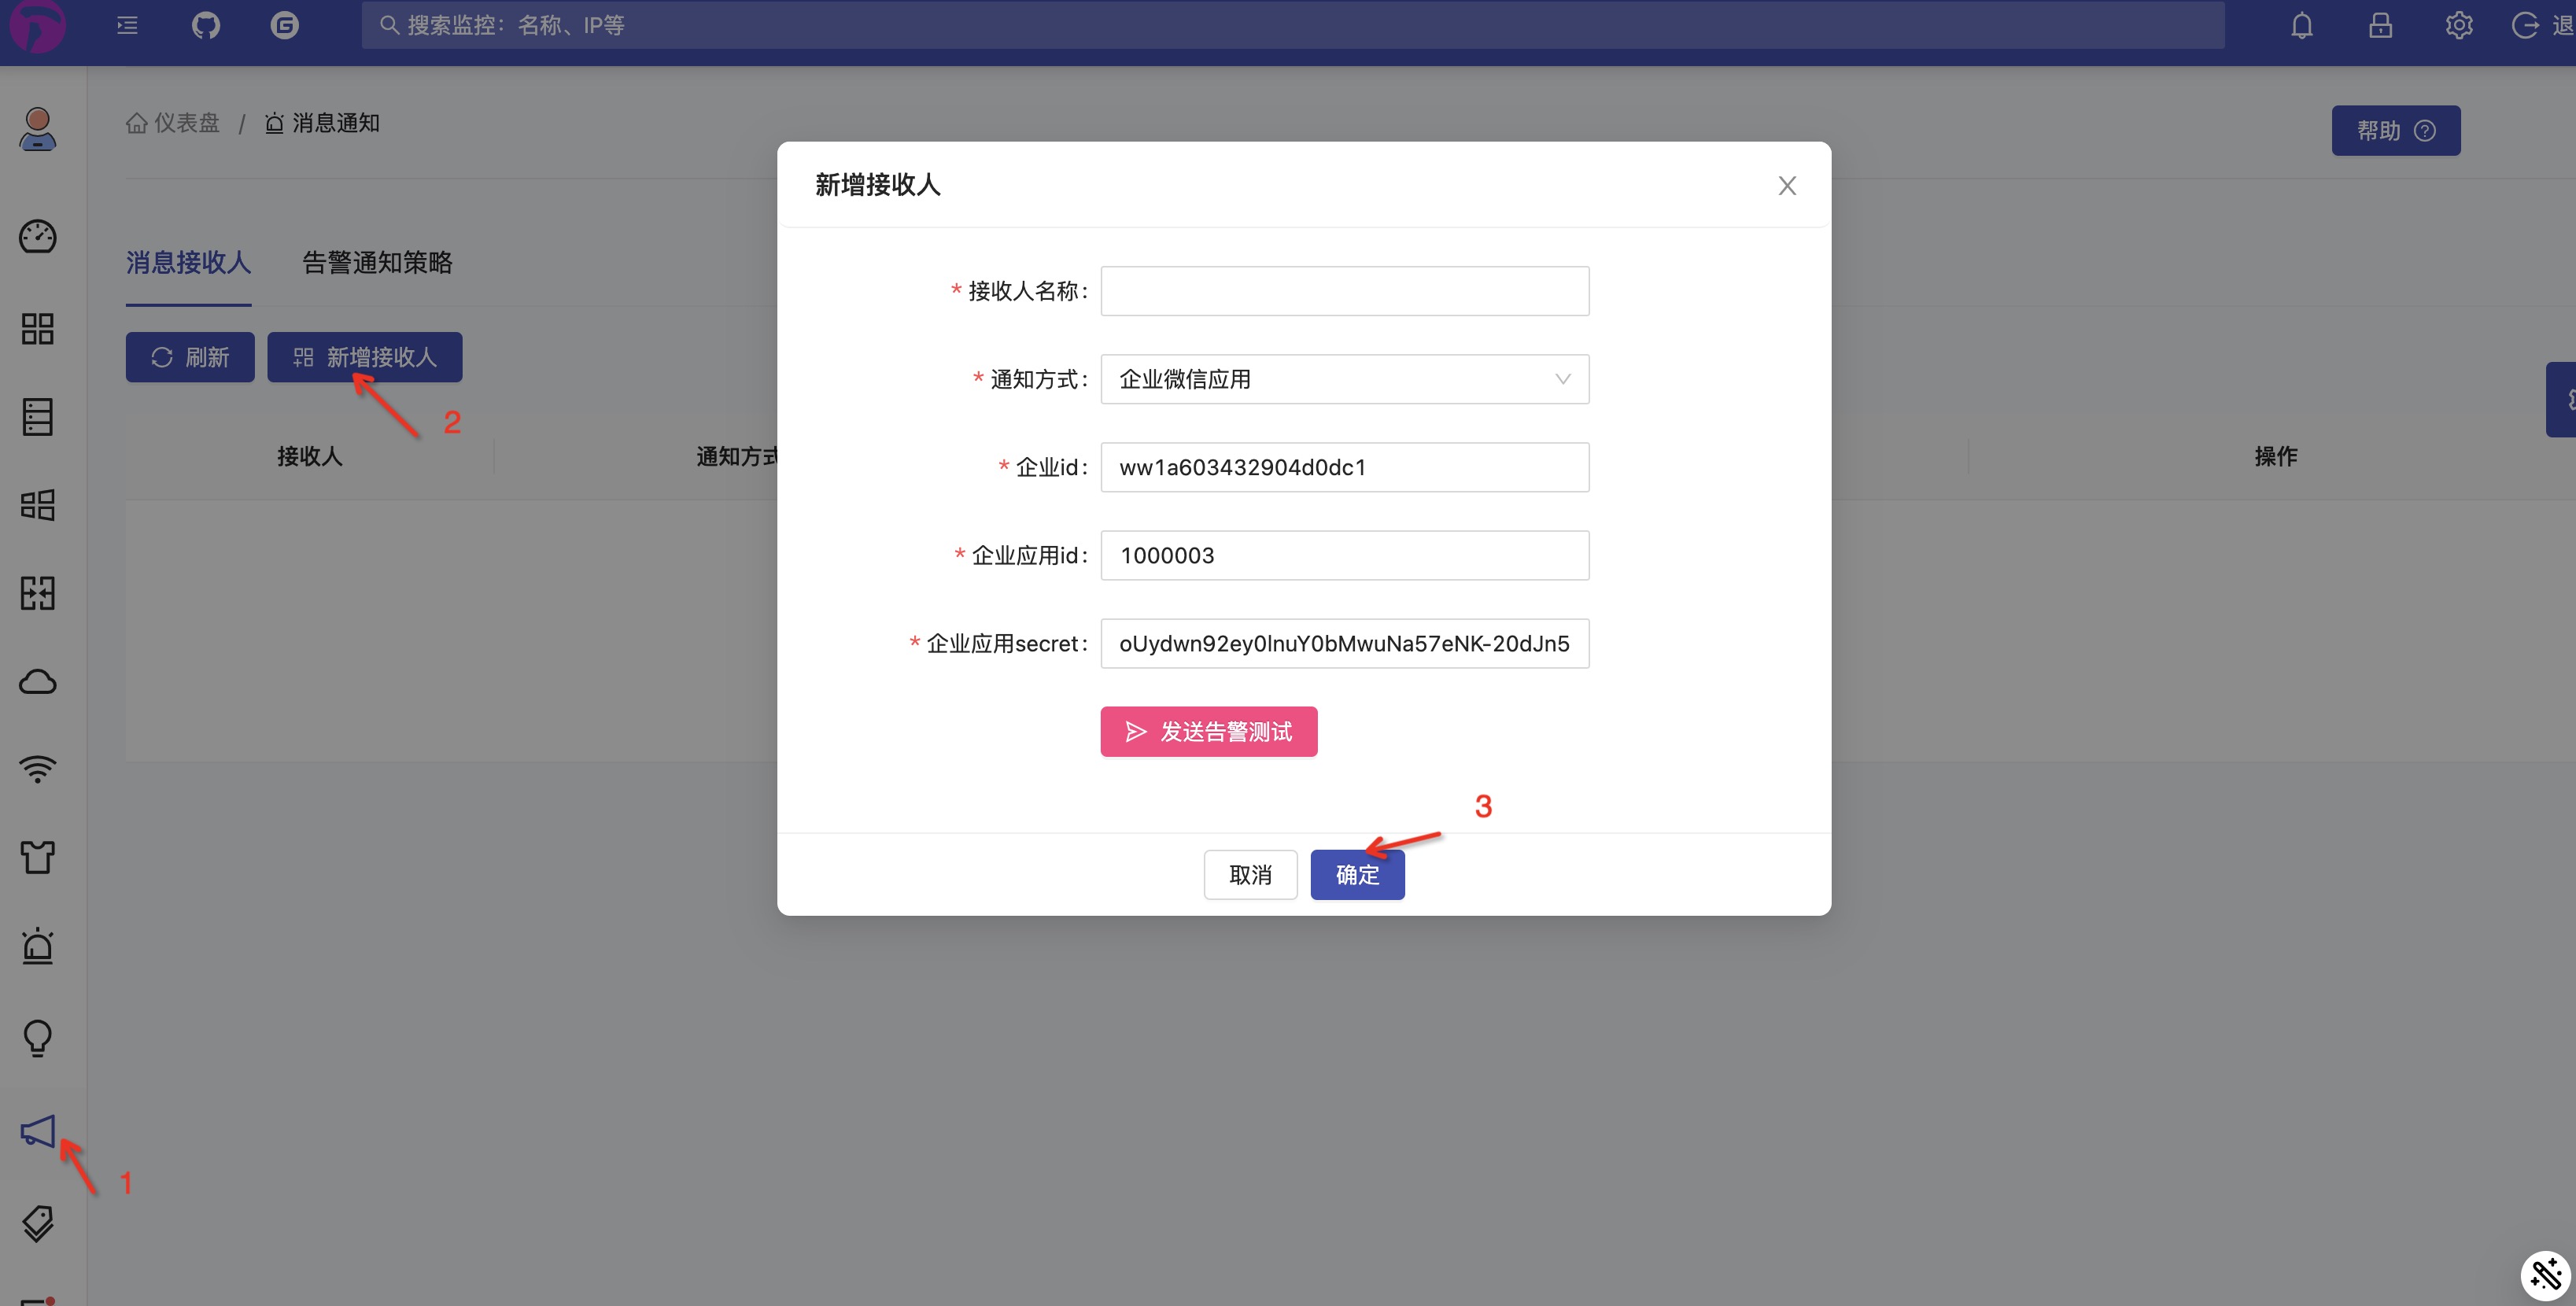 搜索监控：名称、IP等
退
仪表盘 / 消息通知
帮助
新增接收人
消息接收人 告警通知策略
* 接收人名称：
刷新 新增接收人
* 通知方式： 企业微信应用
2
接收人 通知方式 操作
* 企业id： ww1a603432904d0dc1
* 企业应用id： 1000003
* 企业应用secret： oUydwn92ey0lnuY0bMwuNa57eNK-20dJn5
发送告警测试
3
取消 确定
1